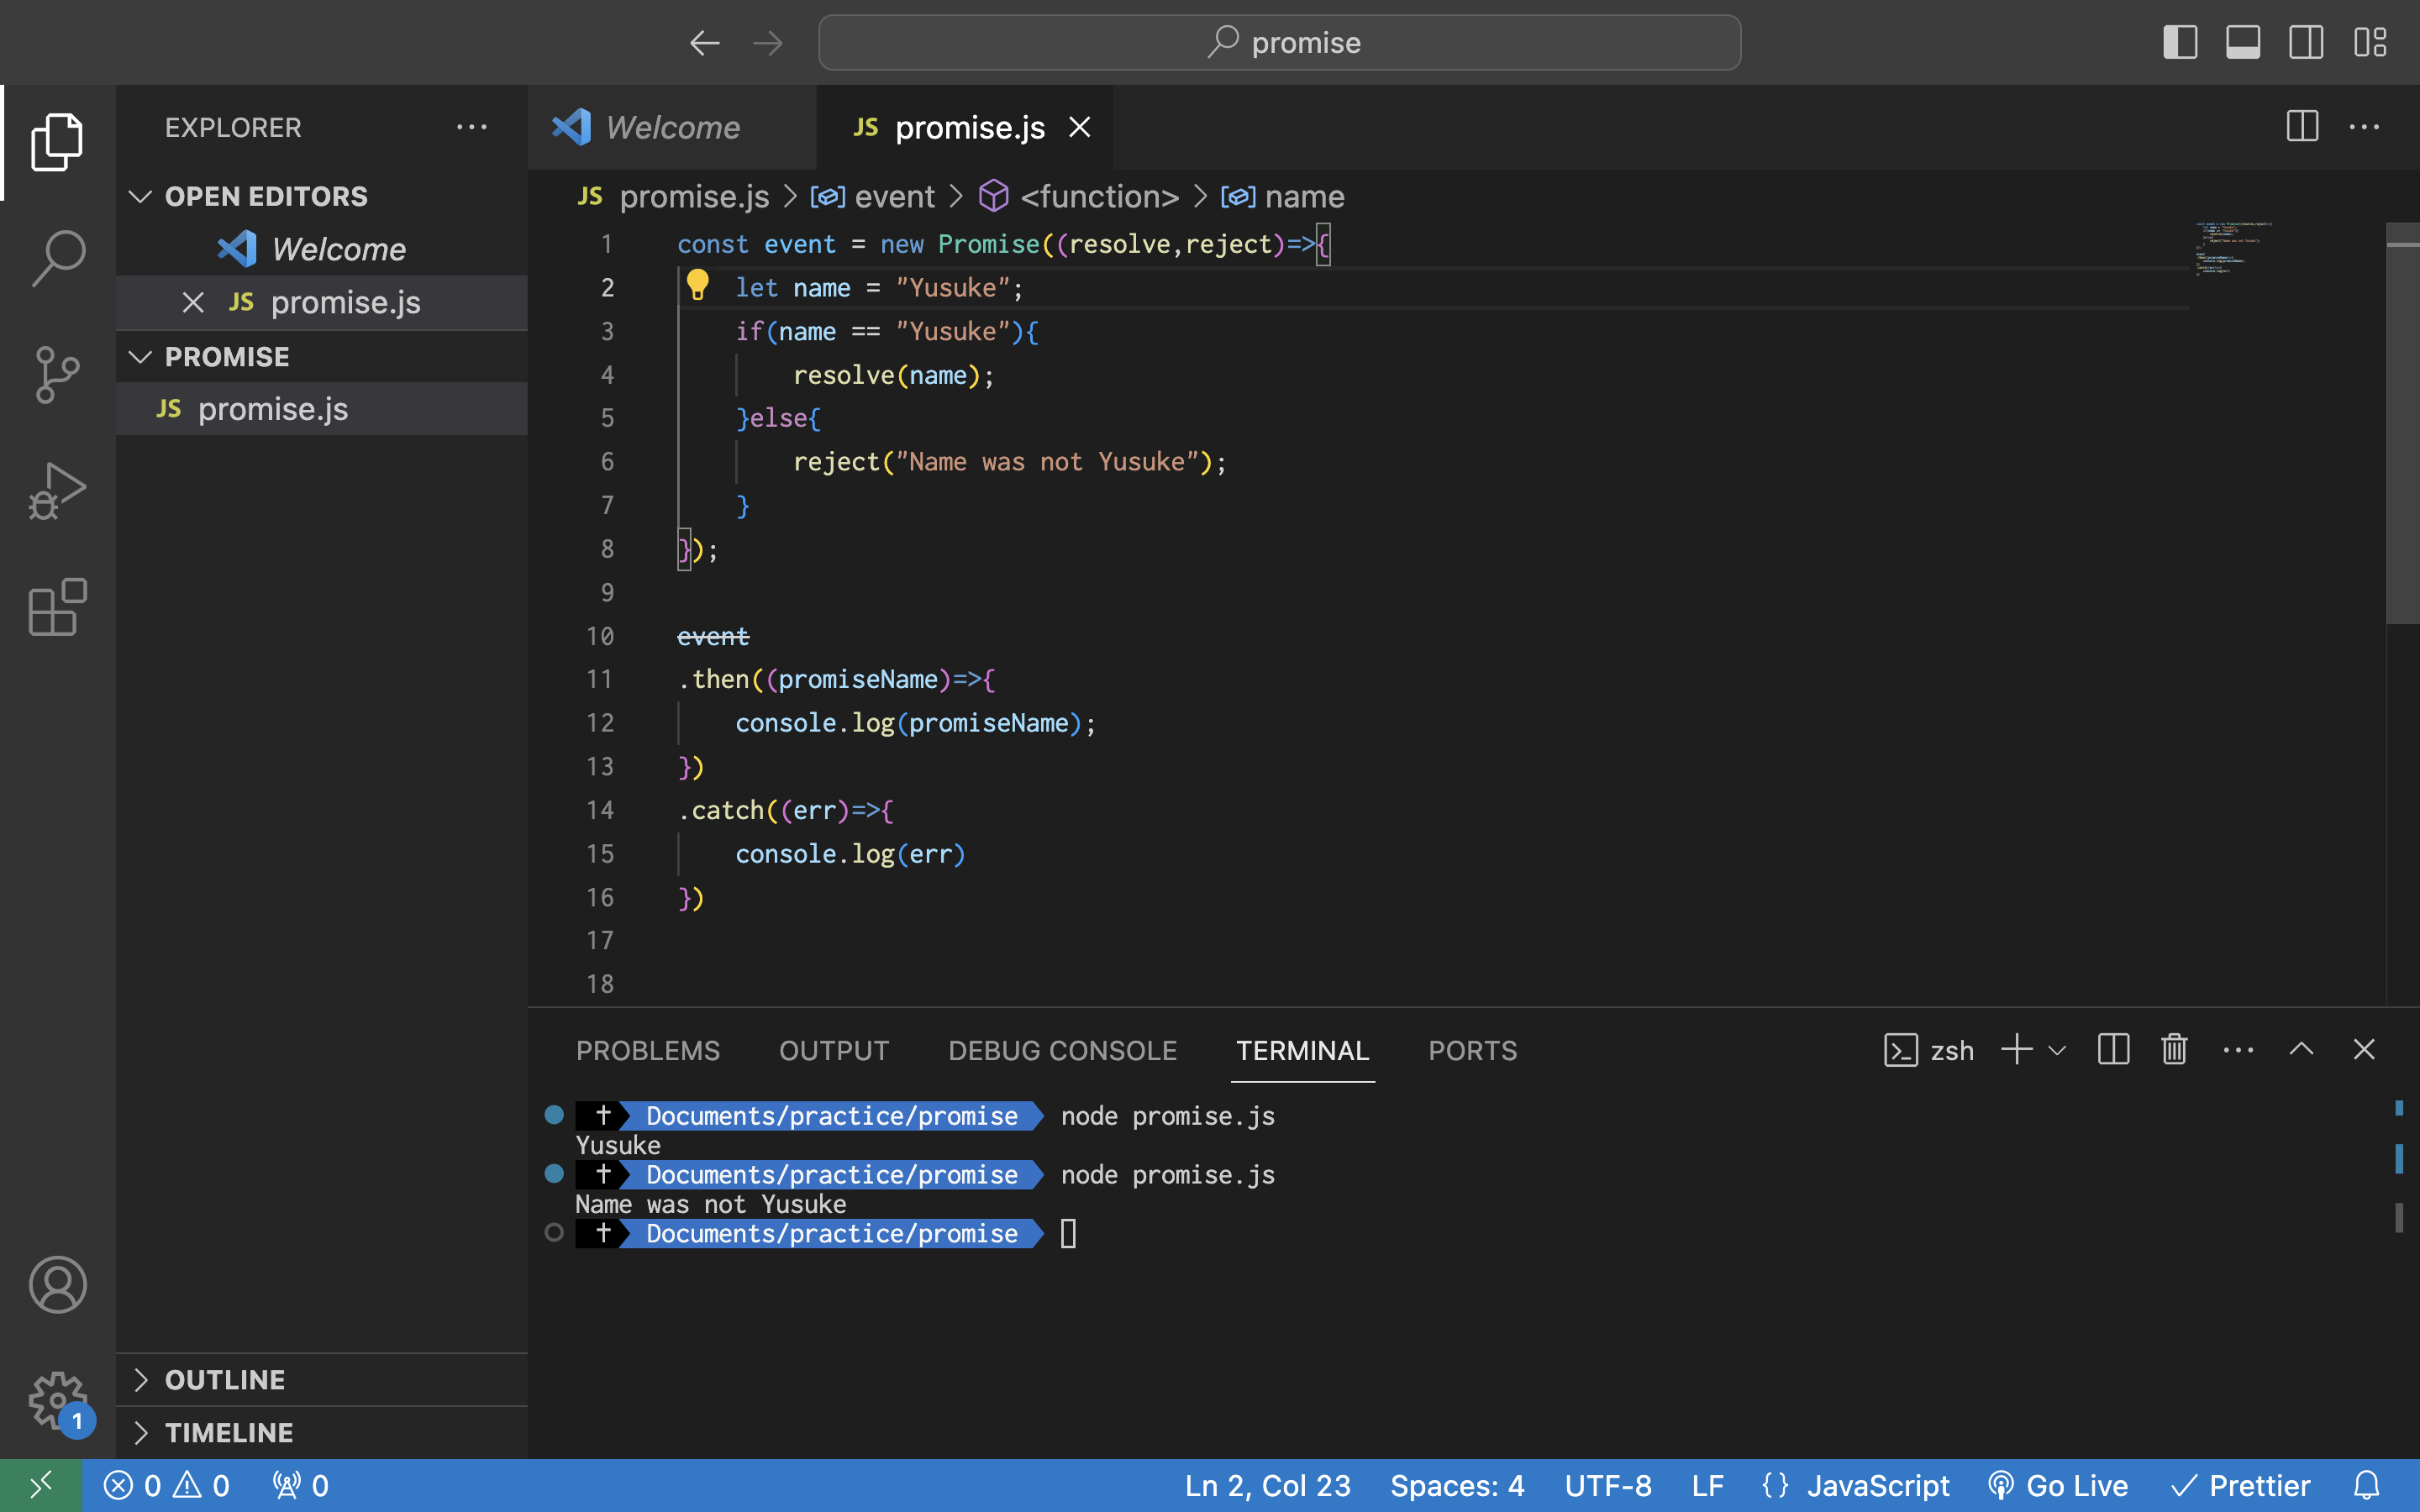 promise
EXPLORER
OPEN EDITORS
Welcome
JS promise.js
PROMISE
JS promise.js
OUTLINE
TIMELINE
Welcome
JS promise.js
JS promise.js > event > <function> > name
1 const event = new Promise((resolve,reject)=>{
2 let name = "Yusuke";
3 if(name == "Yusuke"){
4 resolve(name);
5 }else{
6 reject("Name was not Yusuke");
7 }
8 });
9
10 event
11 .then((promiseName)=>{
12 console.log(promiseName);
13 })
14 .catch((err)=>{
15 console.log(err)
16 })
17
18
PROBLEMS OUTPUT DEBUG CONSOLE TERMINAL PORTS zsh
† Documents/practice/promise node promise.js
Yusuke
† Documents/practice/promise node promise.js
Name was not Yusuke
† Documents/practice/promise
1
0 0 0 Ln 2, Col 23 Spaces: 4 UTF-8 LF {} JavaScript Go Live Prettier